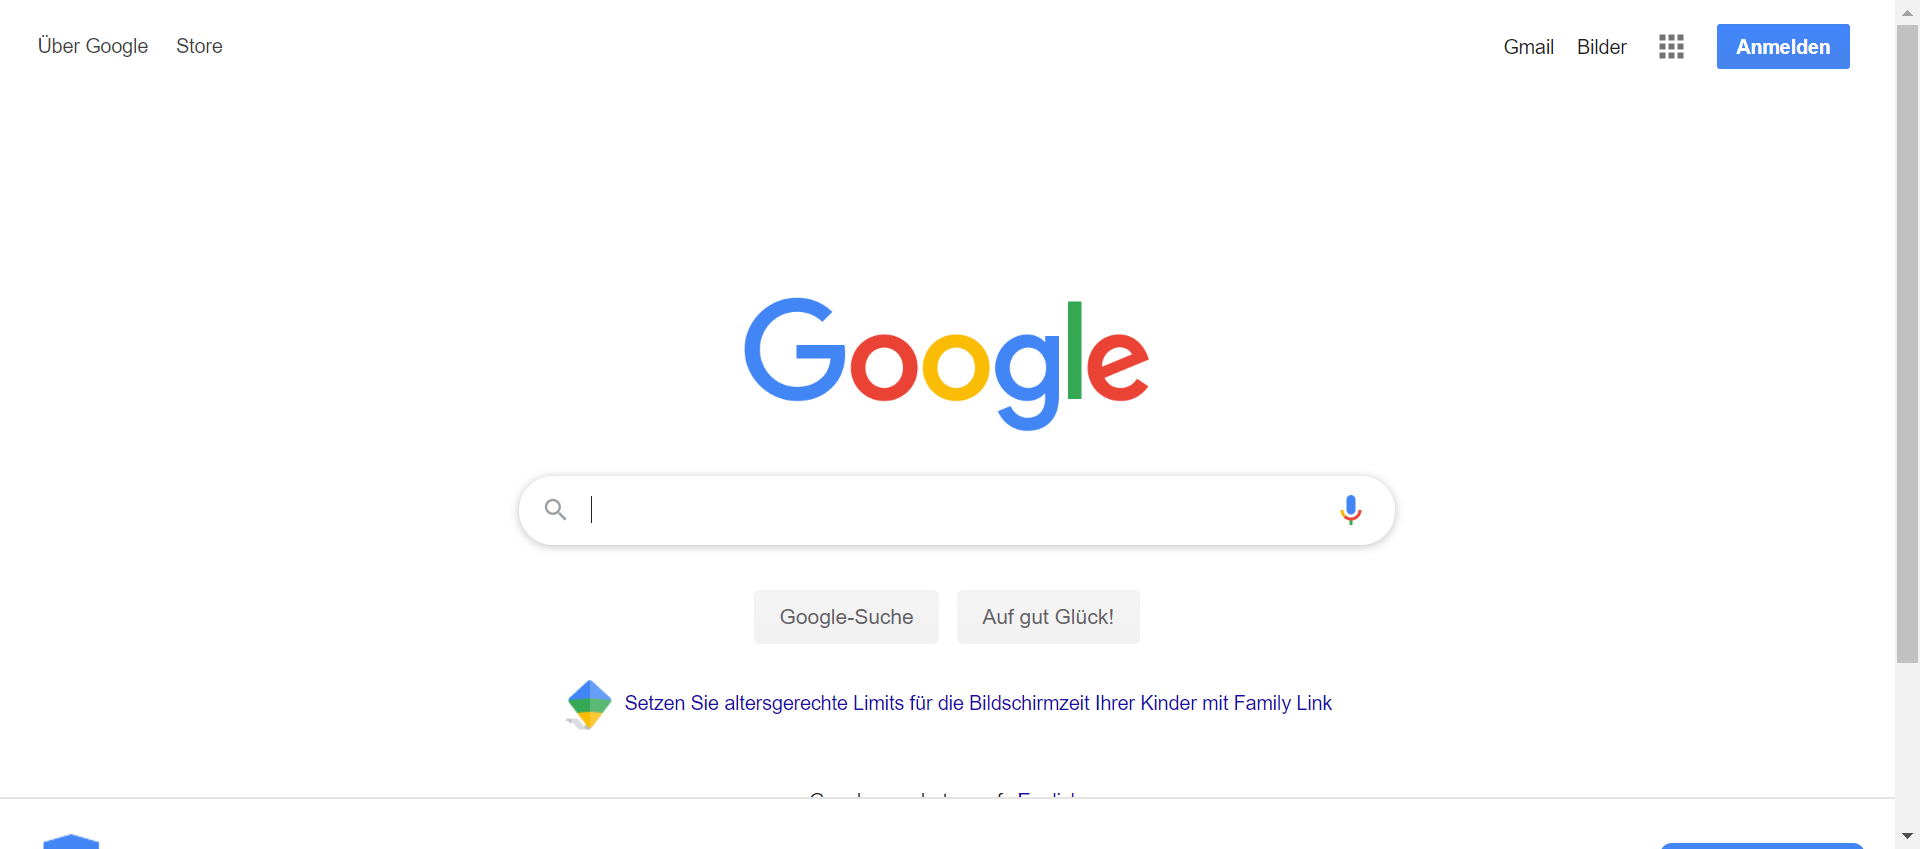 Über Google Store Gmail Bilder Anmelden
Google
Google-Suche Auf gut Glück!
Setzen Sie altersgerechte Limits für die Bildschirmzeit Ihrer Kinder mit Family Link